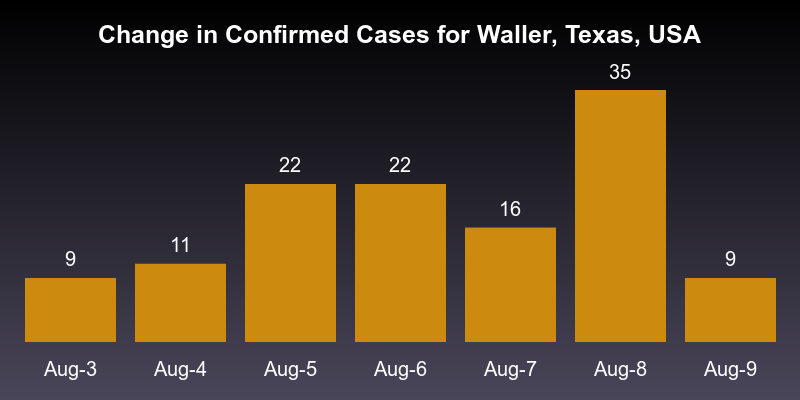 Change in Confirmed Cases for Waller, Texas, USA
35
22 22
16
11
9 9
Aug-3 Aug-4 Aug-5 Aug-6 Aug-7 Aug-8 Aug-9